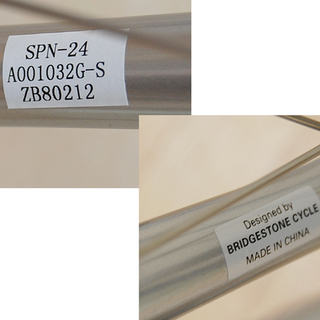 SPN-24
A001032G-S
ZB80212
Designed by
BRIDGESTONE CYCLE
MADE IN CHINA